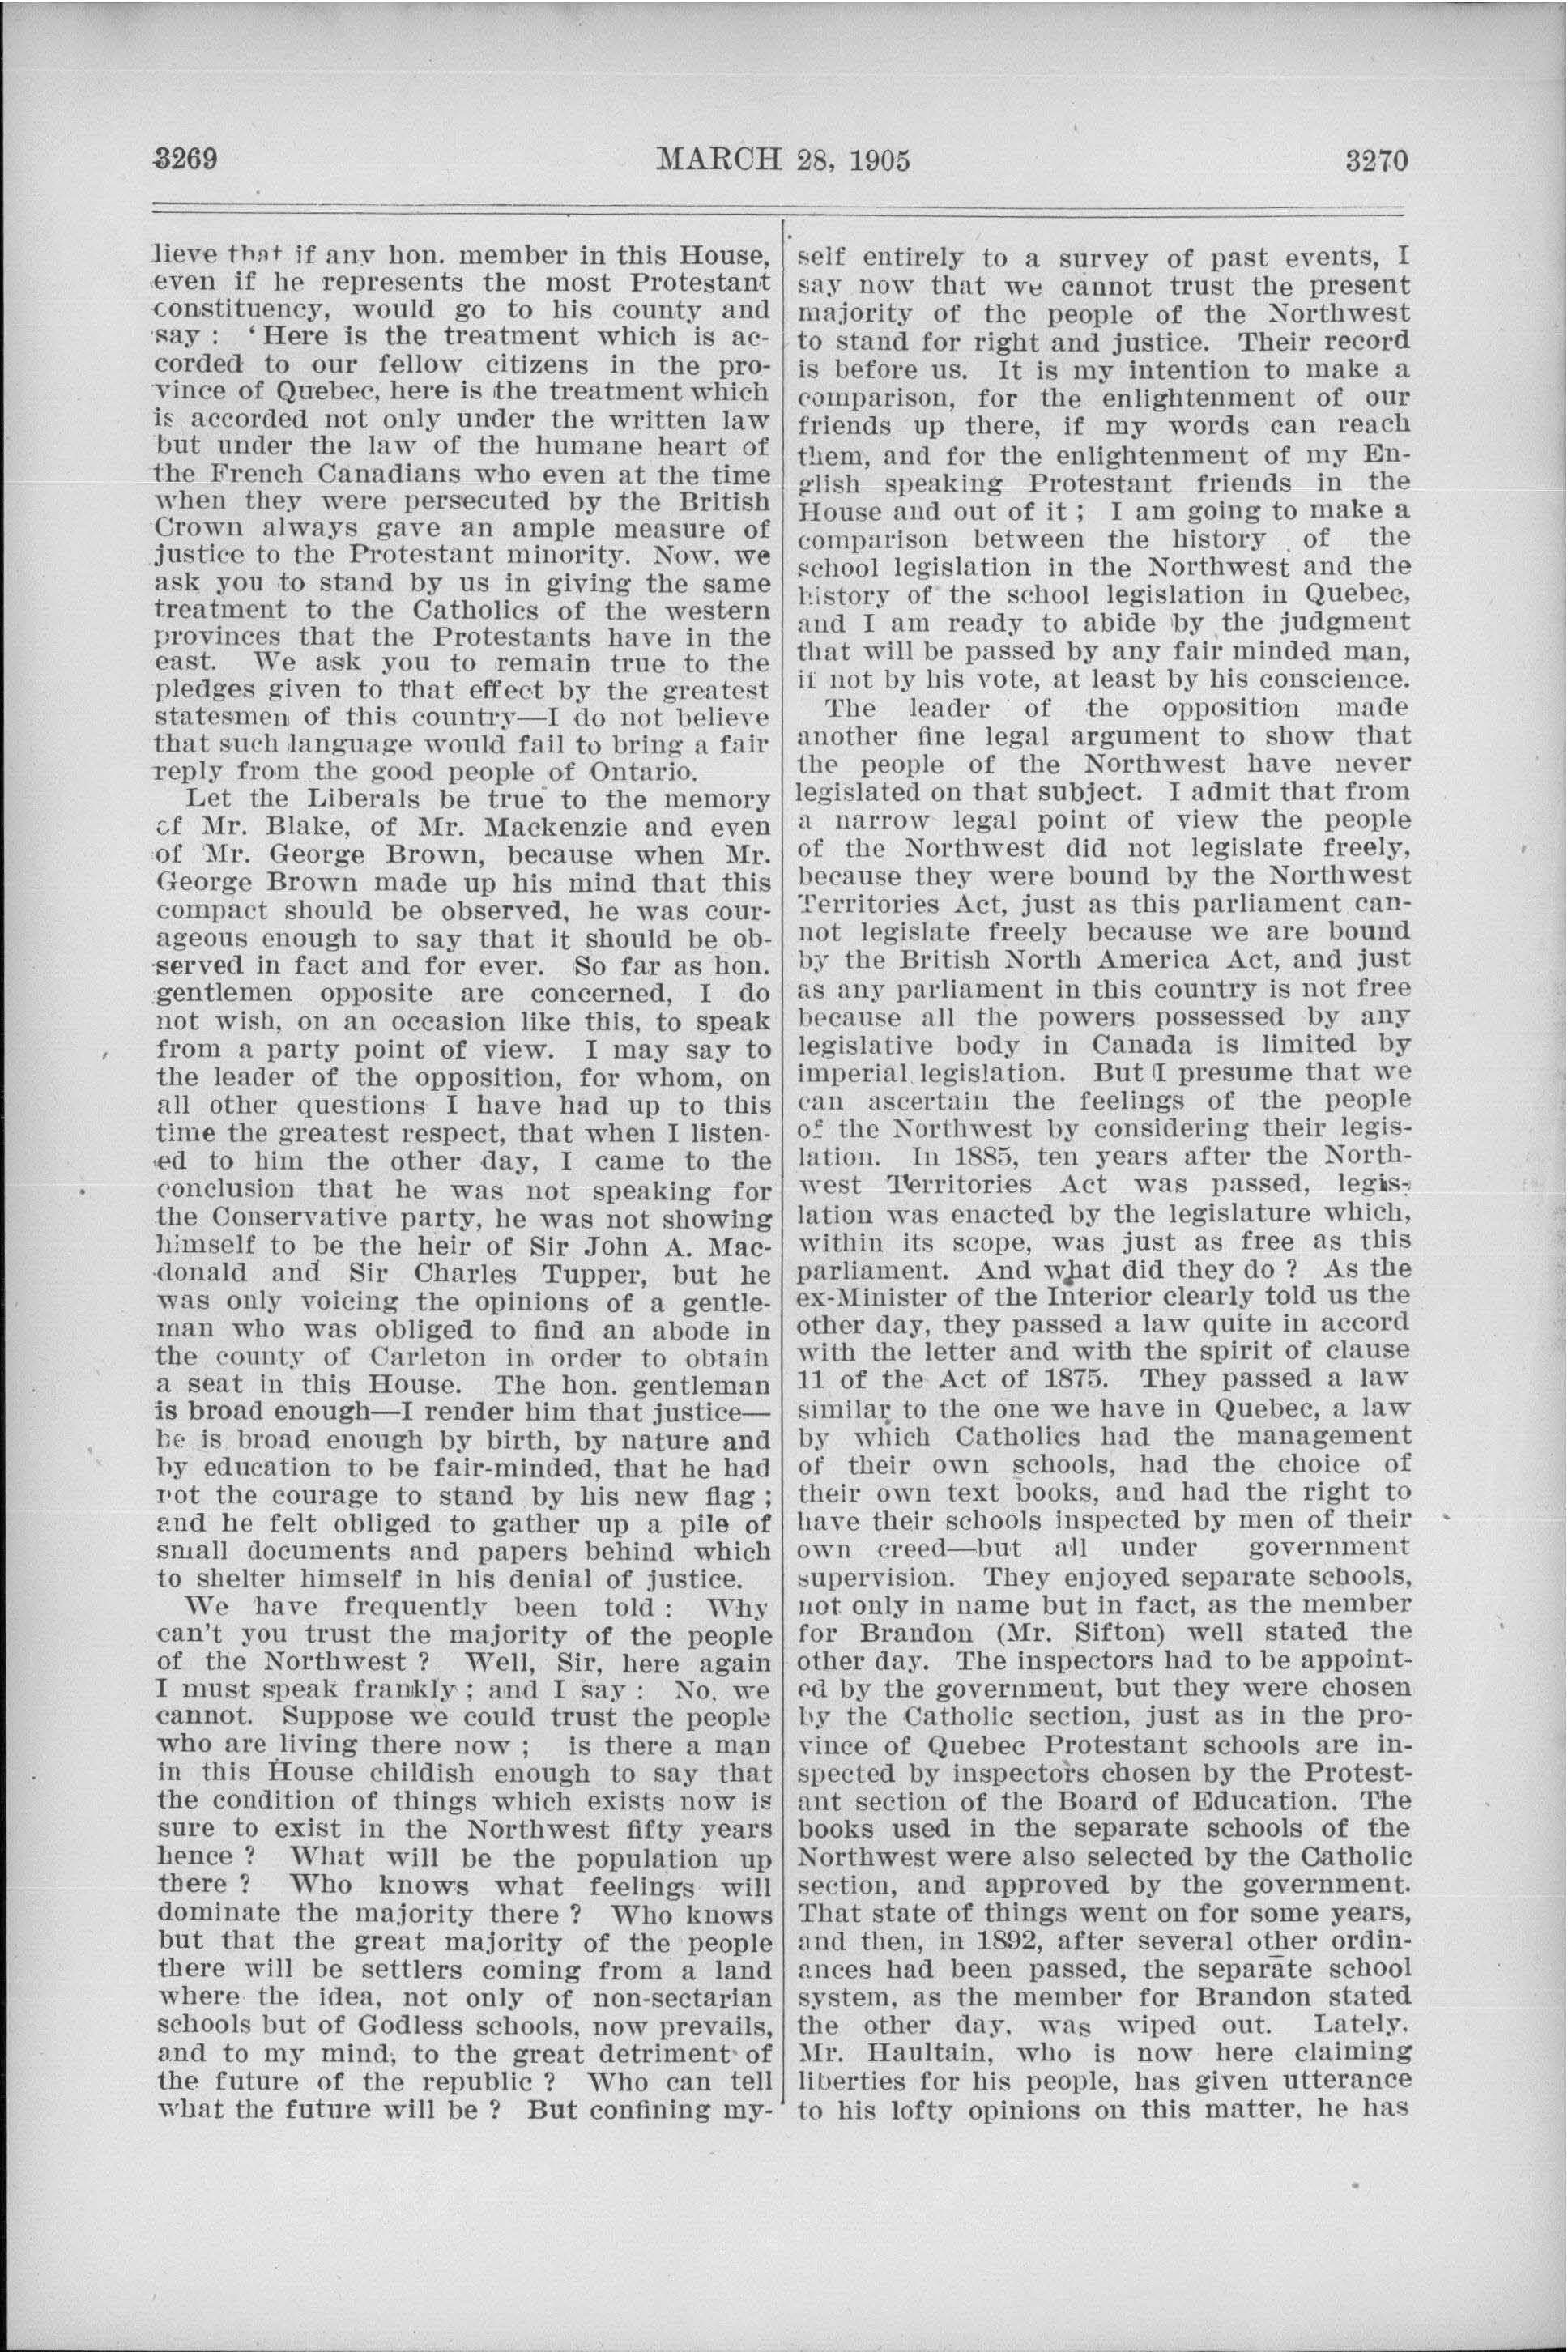 3269
MARCH 28, 1905
3270
lieve that if any hon. member in this House,
even if he represents the most Protestant
constituency, would go to his county and
say : ‘ Here is the treatment which is ac-
corded to our fellow citizens in the pro-
vince of Quebec, here is the treatment which
is accorded not only under the written law
but under the law of the humane heart of
the French Canadians who even at the time
when they were persecuted by the British
Crown always gave an ample measure of
justice to the Protestant minority. Now, we
ask you to stand by us in giving the same
treatment to the Catholics of the western
provinces that the Protestants have in the
east. We ask you to remain true to the
pledges given to that effect by the greatest
statesmen of this country—I do not believe
that such language would fail to bring a fair
reply from the good people of Ontario.
Let the Liberals be true to the memory
of Mr. Blake, of Mr. Mackenzie and even
of Mr. George Brown, because when Mr.
George Brown made up his mind that this
compact should be observed, he was cour-
ageous enough to say that it should be ob-
served in fact and for ever. So far as hon.
gentlemen opposite are concerned, I do
not wish, on an occasion like this, to speak
from a party point of view. I may say to
the leader of the opposition, for whom, on
all other questions I have had up to this
time the greatest respect, that when I listen-
ed to him the other day, I came to the
conclusion that he was not speaking for
the Conservative party, he was not showing
himself to be the heir of Sir John A. Mac-
donald and Sir Charles Tupper, but he
was only voicing the opinions of a gentle-
man who was obliged to find an abode in
the county of Carleton in order to obtain
a seat in this House. The hon. gentleman
is broad enough—I render him that justice—
he is broad enough by birth, by nature and
by education to be fair-minded, that he had
not the courage to stand by his new flag ;
and he felt obliged to gather up a pile of
small documents and papers behind which
to shelter himself in his denial of justice.
We have frequently been told : Why
can't you trust the majority of the people
of the Northwest ? Well, Sir, here again
I must speak frankly ; and I say : No, we
cannot. Suppose we could trust the people
who are living there now ; is there a man
in this House childish enough to say that
the condition of things which exists now is
sure to exist in the Northwest fifty years
hence ? What will be the population up
there ? Who knows what feelings will
dominate the majority there ? Who knows
but that the great majority of the people
there will be settlers coming from a land
where the idea, not only of non-sectarian
schools but of Godless schools, now prevails,
and to my mind, to the great detriment of
the future of the republic ? Who can tell
what the future will be ? But confining my-
self entirely to a survey of past events, I
say now that we cannot trust the present
majority of the people of the Northwest
to stand for right and justice. Their record
is before us. It is my intention to make a
comparison, for the enlightenment of our
friends up there, if my words can reach
them, and for the enlightenment of my En-
glish speaking Protestant friends in the
House and out of it ; I am going to make a
comparison between the history of the
school legislation in the Northwest and the
history of the school legislation in Quebec,
and I am ready to abide by the judgment
that will be passed by any fair minded man,
if not by his vote, at least by his conscience.
The leader of the opposition made
another fine legal argument to show that
the people of the Northwest have never
legislated on that subject. I admit that from
a narrow legal point of view the people
of the Northwest did not legislate freely,
because they were bound by the Northwest
Territories Act, just as this parliament can-
not legislate freely because we are bound
by the British North America Act, and just
as any parliament in this country is not free
because all the powers possessed by any
legislative body in Canada is limited by
imperial legislation. But I presume that we
can ascertain the feelings of the people
of the Northwest by considering their legis-
lation. In 1885, ten years after the North-
west Territories Act was passed, legis-
lation was enacted by the legislature which,
within its scope, was just as free as this
parliament. And what did they do ? As the
ex-Minister of the Interior clearly told us the
other day, they passed a law quite in accord
with the letter and with the spirit of clause
11 of the Act of 1875. They passed a law
similar to the one we have in Quebec, a law
by which Catholics had the management
of their own schools, had the choice of
their own text books, and had the right to
have their schools inspected by men of their
own creed—but all under government
supervision. They enjoyed separate schools,
not only in name but in fact, as the member
for Brandon (Mr. Sifton) well stated the
other day. The inspectors had to be appoint-
ed by the government, but they were chosen
by the Catholic section, just as in the pro-
vince of Quebec Protestant schools are in-
spected by inspectors chosen by the Protest-
ant section of the Board of Education. The
books used in the separate schools of the
Northwest were also selected by the Catholic
section, and approved by the government.
That state of things went on for some years,
and then, in 1892, after several other ordin-
ances had been passed, the separate school
system, as the member for Brandon stated
the other day, was wiped out. Lately,
Mr. Haultain, who is now here claiming
liberties for his people, has given utterance
to his lofty opinions on this matter, he has